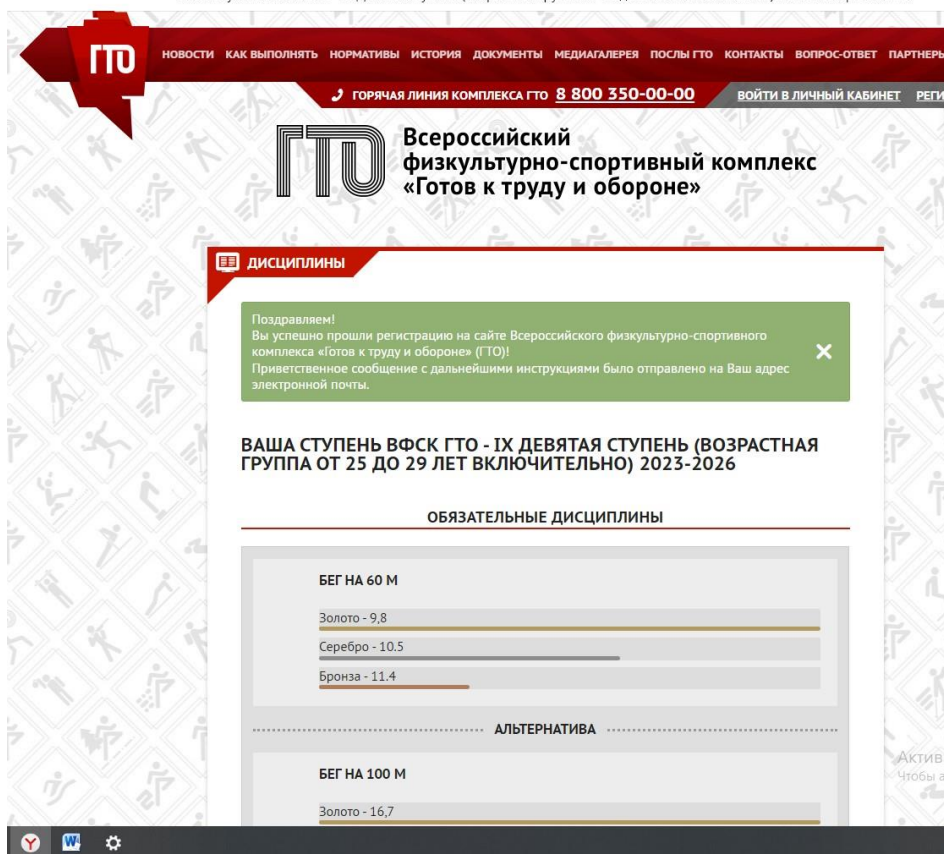 ГТО
НОВОСТИ КАК ВЫПОЛНЯТЬ НОРМАТИВЫ ИСТОРИЯ ДОКУМЕНТЫ МЕДИАГАЛЕРЕЯ ПОСЛЫ ГТО КОНТАКТЫ ВОПРОС-ОТВЕТ ПАРТНЕРЫ
ГОРЯЧАЯ ЛИНИЯ КОМПЛЕКСА ГТО 8 800 350-00-00 ВОЙТИ В ЛИЧНЫЙ КАБИНЕТ РЕГИ
ГТО
Всероссийский
физкультурно-спортивный комплекс
«Готов к труду и обороне»
ДИСЦИПЛИНЫ
Поздравляем!
Вы успешно прошли регистрацию на сайте Всероссийского физкультурно-спортивного
комплекса «Готов к труду и обороне» (ГТО)!
Приветственное сообщение с дальнейшими инструкциями было отправлено на Ваш адрес
электронной почты.
ВАША СТУПЕНЬ ВФСК ГТО - IX ДЕВЯТАЯ СТУПЕНЬ (ВОЗРАСТНАЯ
ГРУППА ОТ 25 ДО 29 ЛЕТ ВКЛЮЧИТЕЛЬНО) 2023-2026
ОБЯЗАТЕЛЬНЫЕ ДИСЦИПЛИНЫ
БЕГ НА 60 М
Золото - 9,8
Серебро - 10.5
Бронза - 11.4
АЛЬТЕРНАТИВА
БЕГ НА 100 М
Золото - 16,7
Актив
Чтобы а